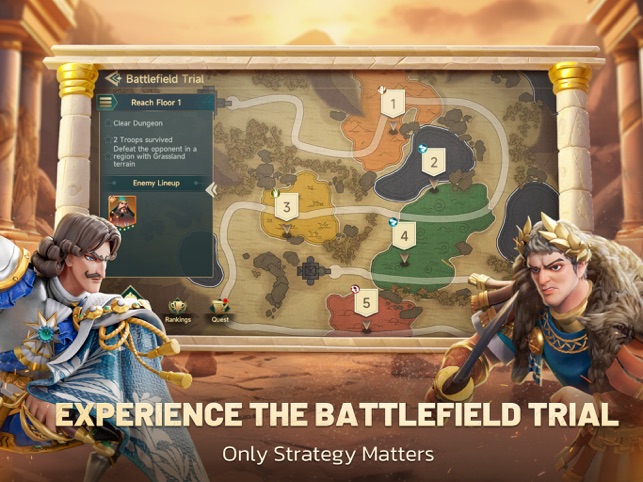 Battlefield Trial
Reach Floor 1
Clear Dungeon
2 Troops survived
Defeat the opponent in a
region with Grassland
terrain
Enemy Lineup
1
2
3
4
5
Rankings
Quest
EXPERIENCE THE BATTLEFIELD TRIAL
Only Strategy Matters